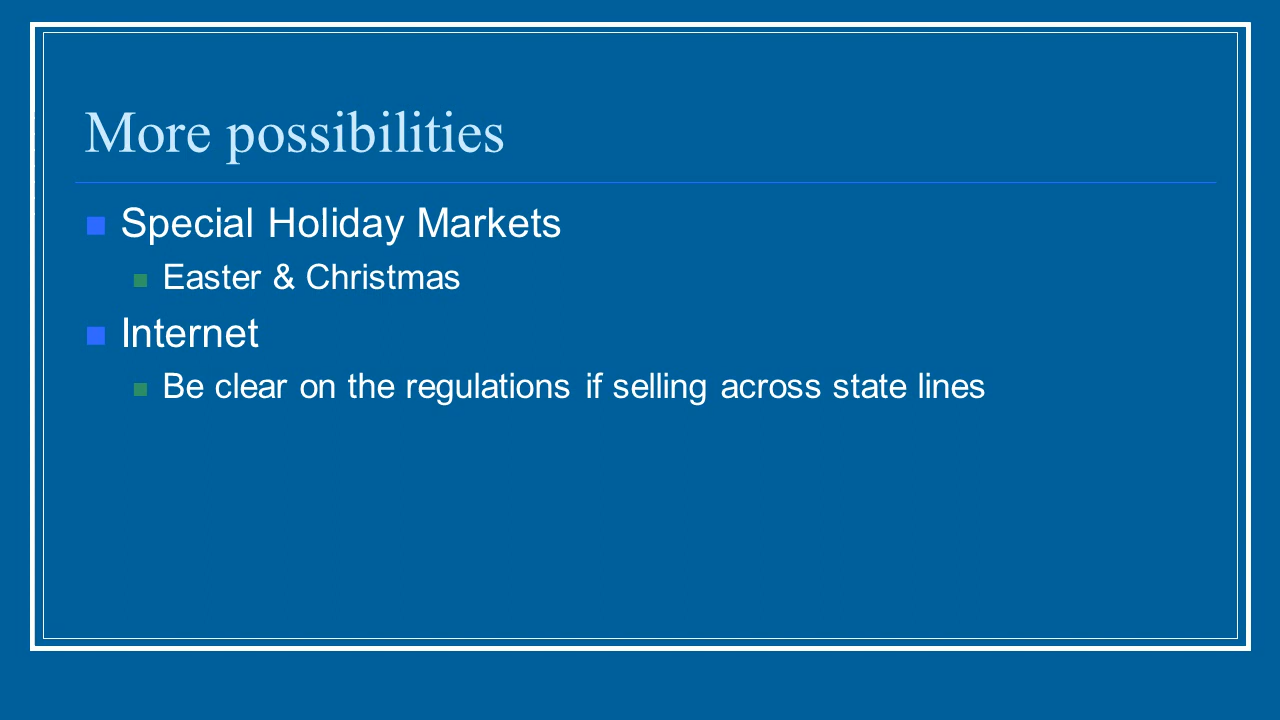 More possibilities
Special Holiday Markets
Easter & Christmas
Internet
Be clear on the regulations if selling across state lines